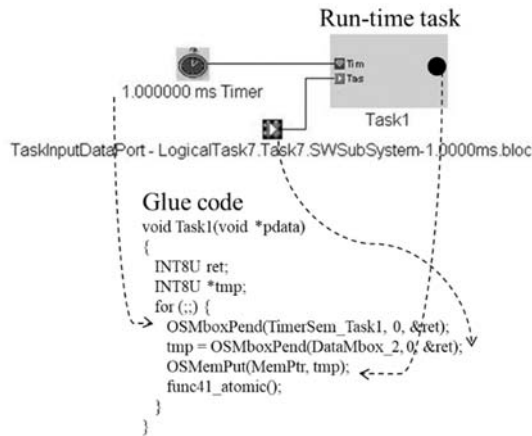 Run-time task
Tim
Tas
1.000000 ms Timer
Task1
TaskInputDataPort - LogicalTask7.Task7.SWSubSystem-1.0000ms.bloc
Glue code
void Task1(void *pdata)
{
INT8U ret;
INT8U *tmp;
for (;;) {
OSMboxPend(TimerSem_Task1, 0, &ret);
tmp = OSMboxPend(DataMbox_2, 0, &ret);
OSMemPut(MemPtr, tmp);
func41_atomic();
}
}